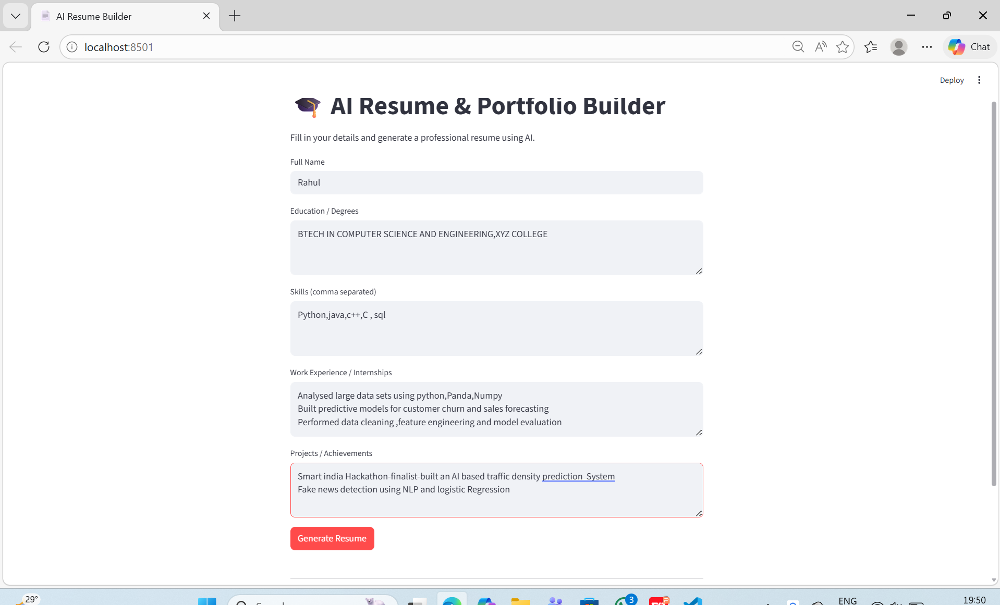 AI Resume Builder
localhost:8501
Chat
Deploy
AI Resume & Portfolio Builder
Fill in your details and generate a professional resume using AI.
Full Name
Rahul
Education / Degrees
BTECH IN COMPUTER SCIENCE AND ENGINEERING,XYZ COLLEGE
Skills (comma separated)
Python,java,c++,C , sql
Work Experience / Internships
Analysed large data sets using python,Panda,Numpy
Built predictive models for customer churn and sales forecasting
Performed data cleaning ,feature engineering and model evaluation
Projects / Achievements
Smart india Hackathon-finalist-built an AI based traffic density prediction  System
Fake news detection using NLP and logistic Regression
Generate Resume
29°
3
ENG
19:50